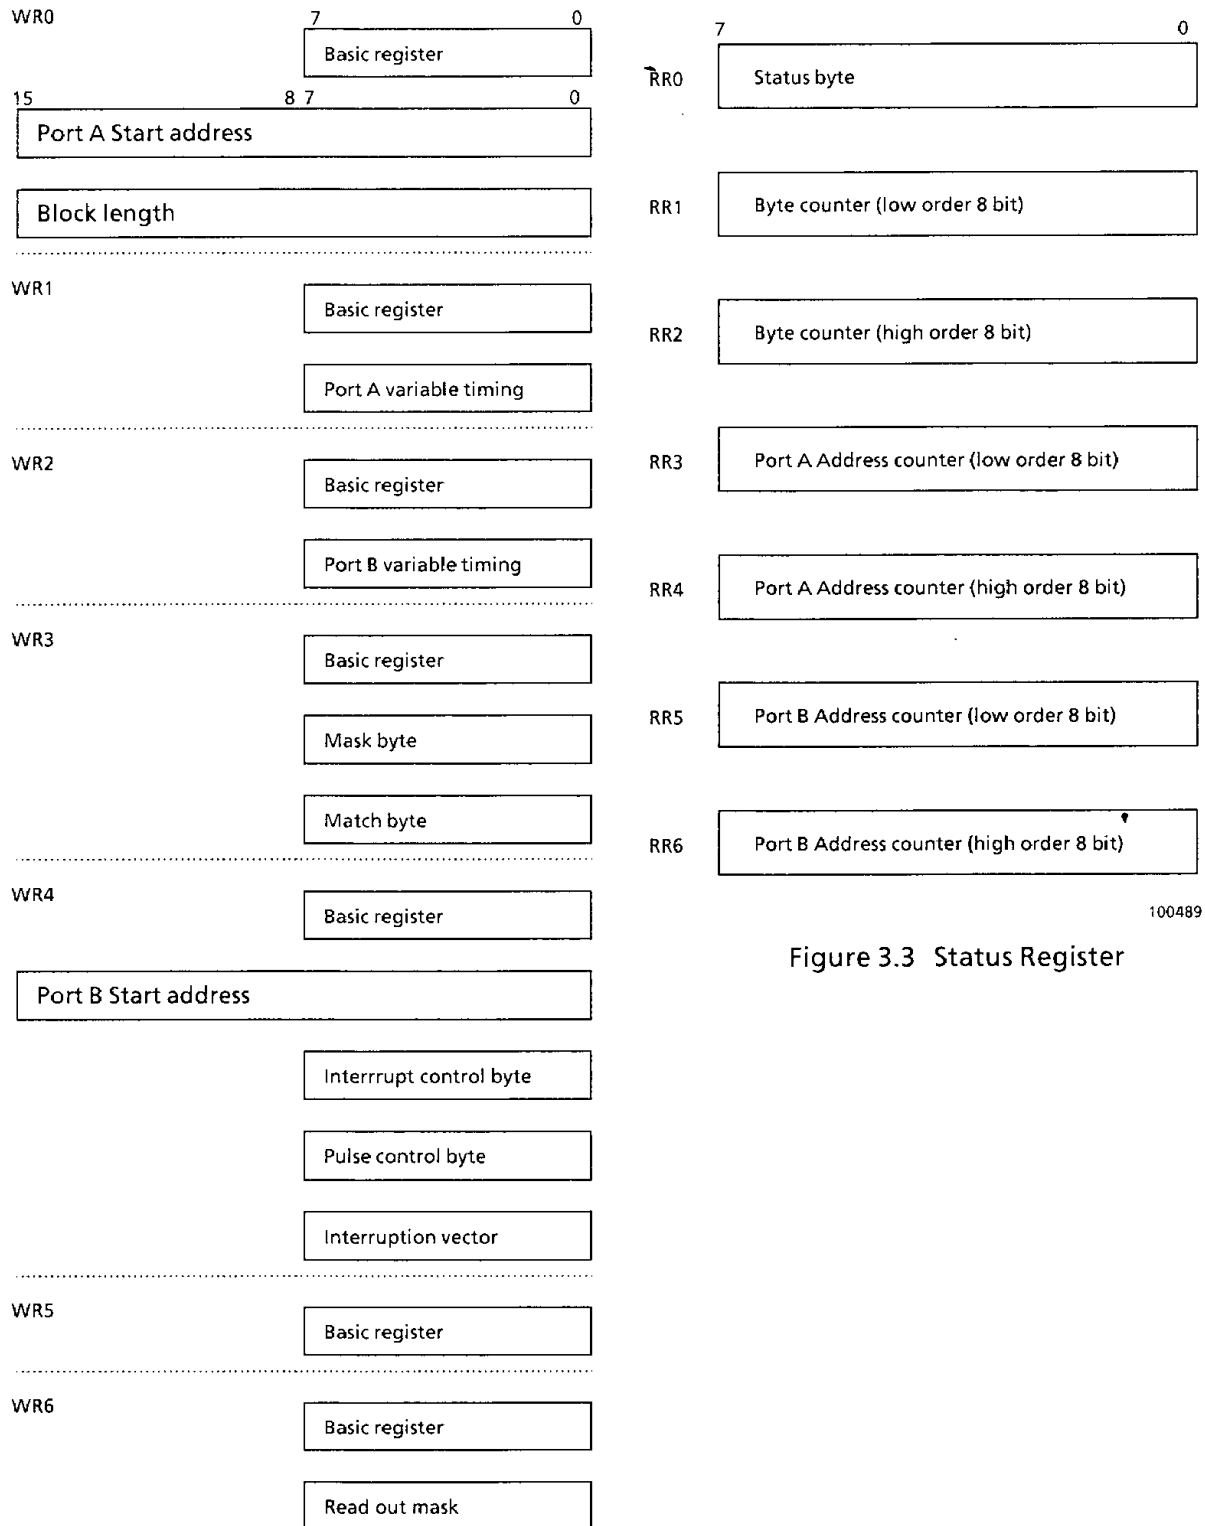 WR0
7 0
Basic register
15 8 7 0
Port A Start address
Block length
WR1
Basic register
Port A variable timing
WR2
Basic register
Port B variable timing
WR3
Basic register
Mask byte
Match byte
WR4
Basic register
Port B Start address
Interrrupt control byte
Pulse control byte
Interruption vector
WR5
Basic register
WR6
Basic register
Read out mask
7 0
RR0 Status byte
RR1 Byte counter (low order 8 bit)
RR2 Byte counter (high order 8 bit)
RR3 Port A Address counter (low order 8 bit)
RR4 Port A Address counter (high order 8 bit)
RR5 Port B Address counter (low order 8 bit)
RR6 Port B Address counter (high order 8 bit)
100489
Figure 3.3 Status Register